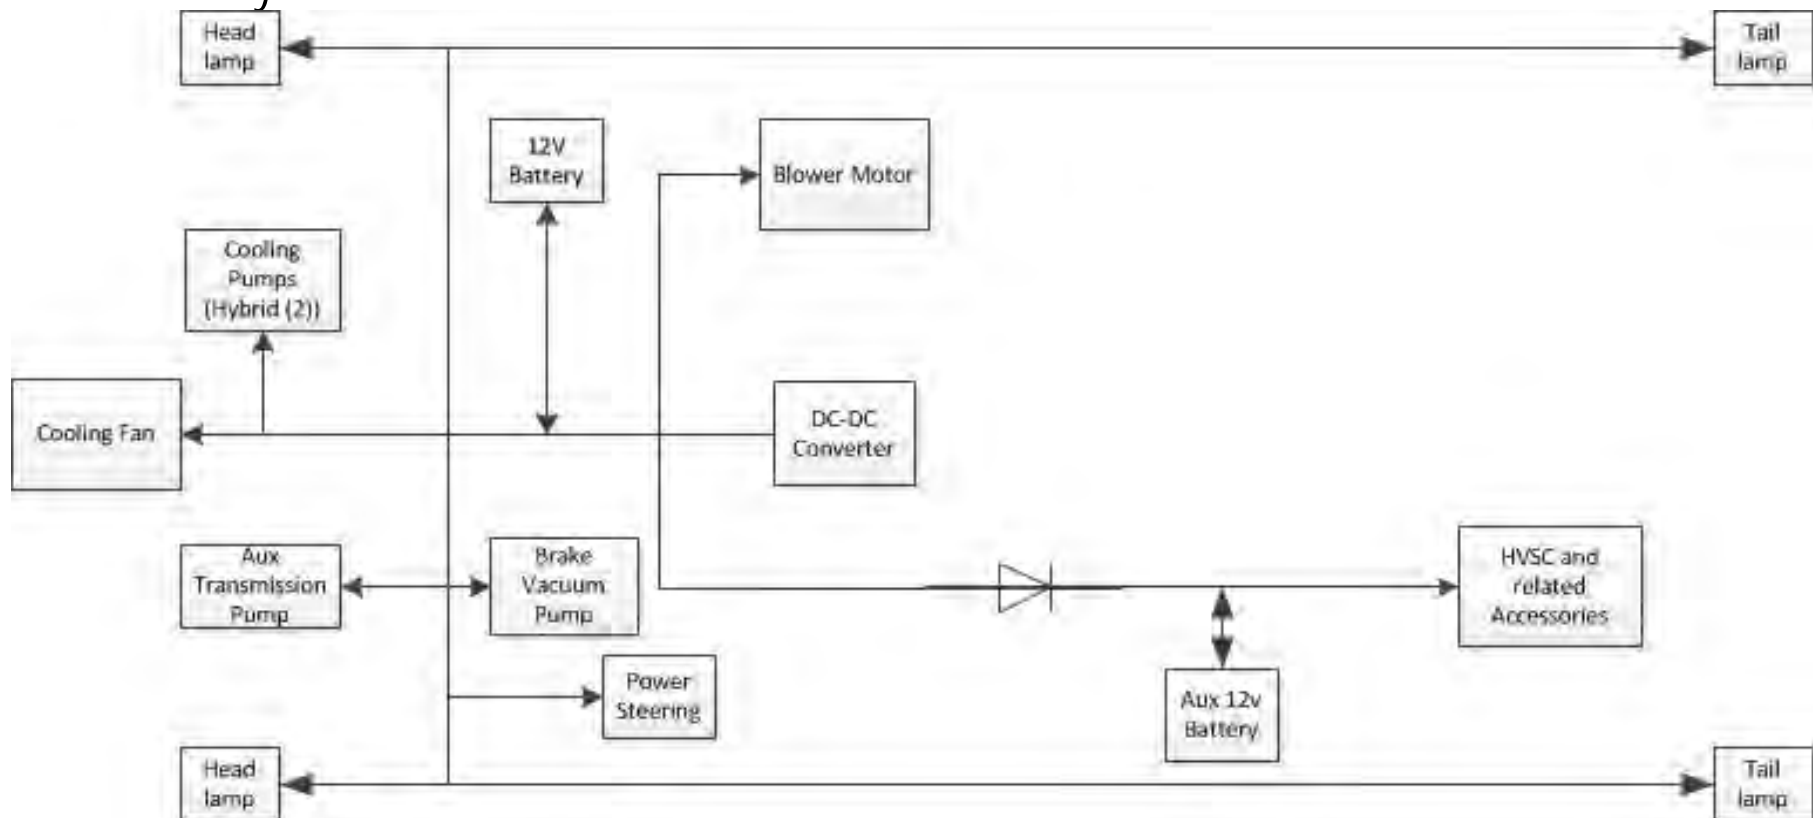 Head
lamp
Tail
lamp
12V
Battery
Blower Motor
Cooling
Pumps
(Hybrid (2))
Cooling Fan
DC-DC
Converter
Aux
Transmission
Pump
Brake
Vacuum
Pump
HVSC and
related
Accessories
Power
Steering
Aux 12v
Battery
Head
lamp
Tail
lamp